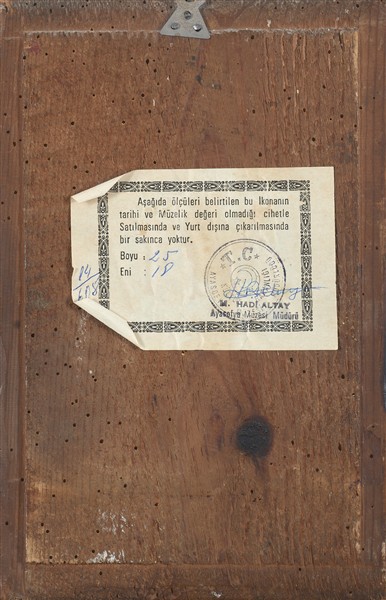 Aşağıda ölçüleri belirtilen bu İkonanın
tarihi ve Müzelik değeri olmadığı cihetle
Satılmasında ve Yurt dışına çıkarılmasında
bir sakınca yoktur.
Boyu : 25
Eni : 18
T.C.
M. HADİ ALTAY
Ayasofya Müzesi Müdürü